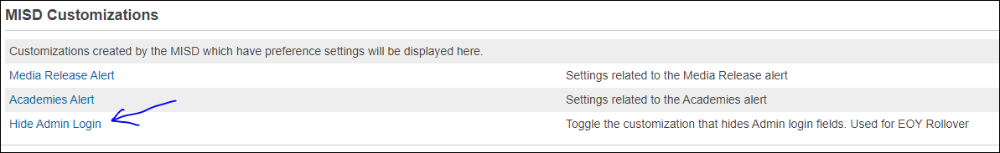 MISD Customizations
Customizations created by the MISD which have preference settings will be displayed here.
Media Release Alert Settings related to the Media Release alert
Academies Alert Settings related to the Academies alert
Hide Admin Login Toggle the customization that hides Admin login fields. Used for EOY Rollover